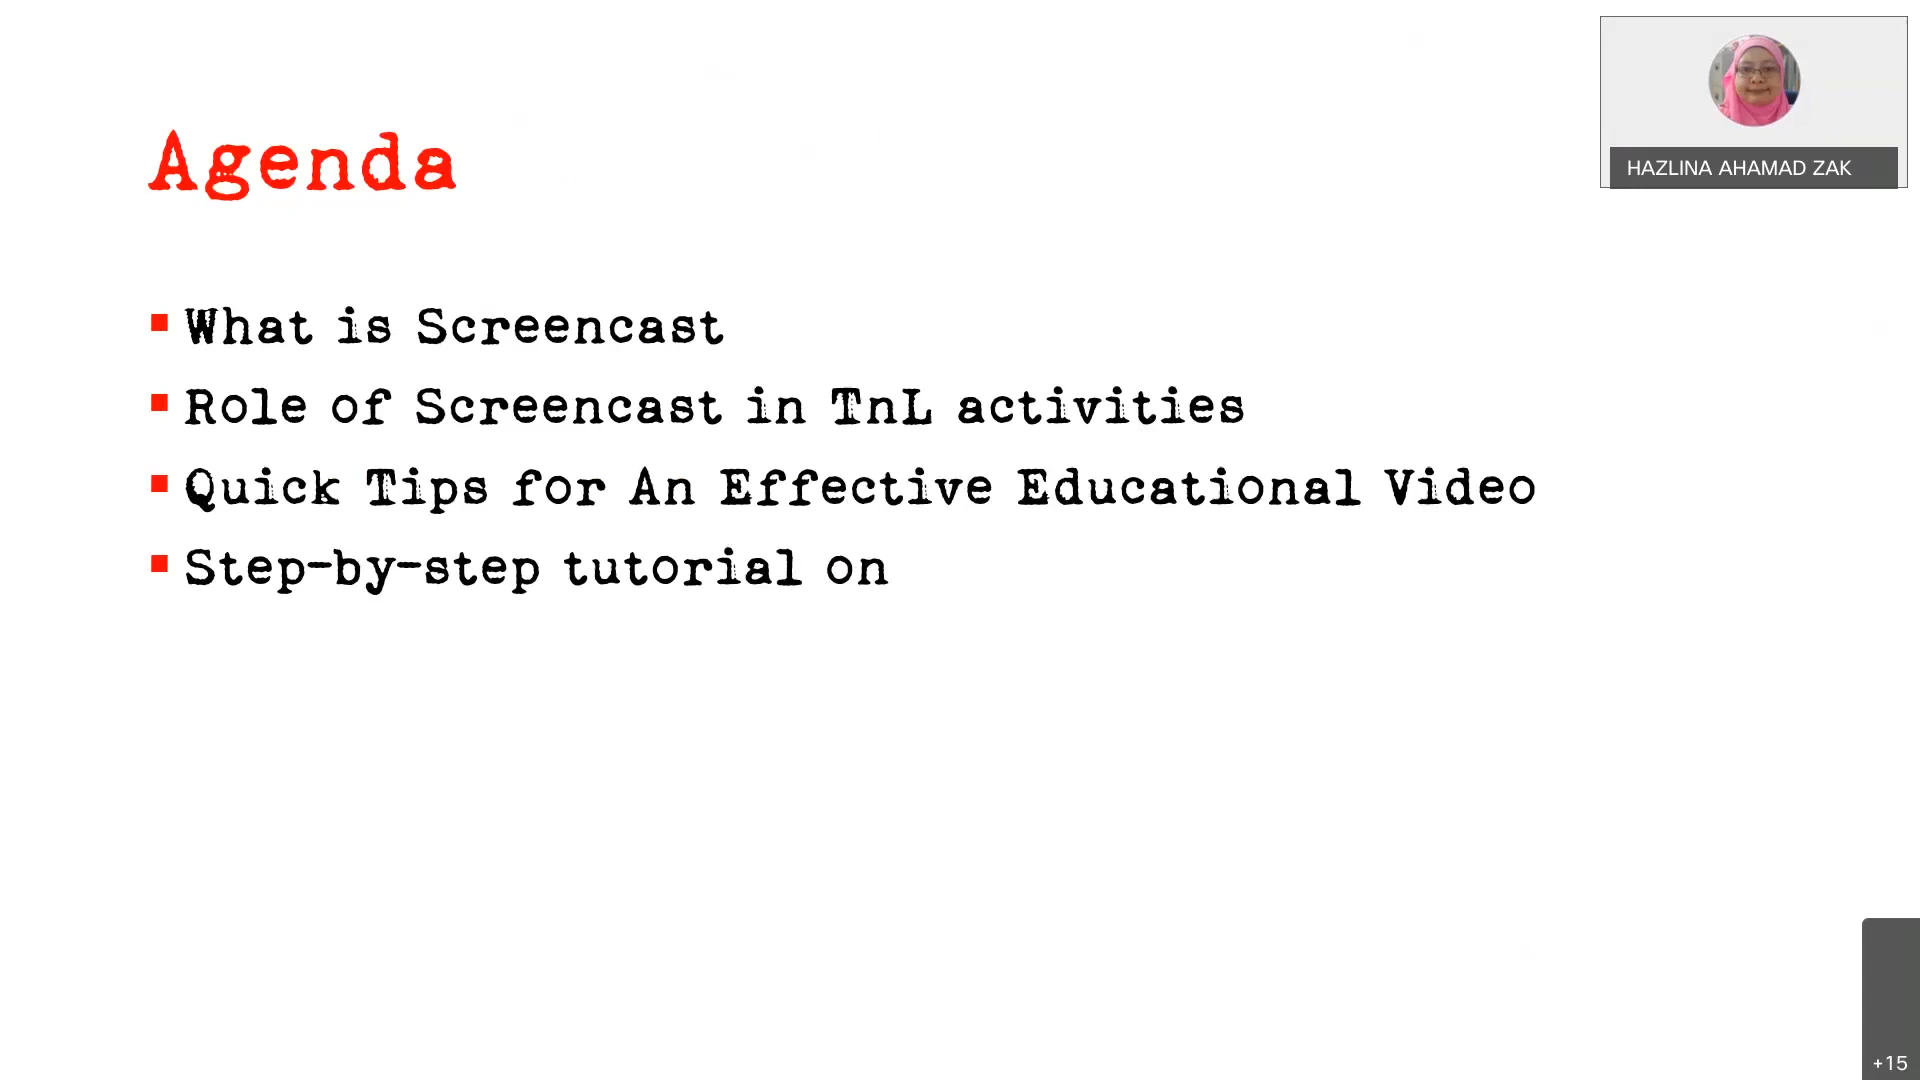 Agenda
HAZLINA AHAMAD ZAK
What is Screencast
Role of Screencast in TnL activities
Quick Tips for An Effective Educational Video
Step-by-step tutorial on
+15